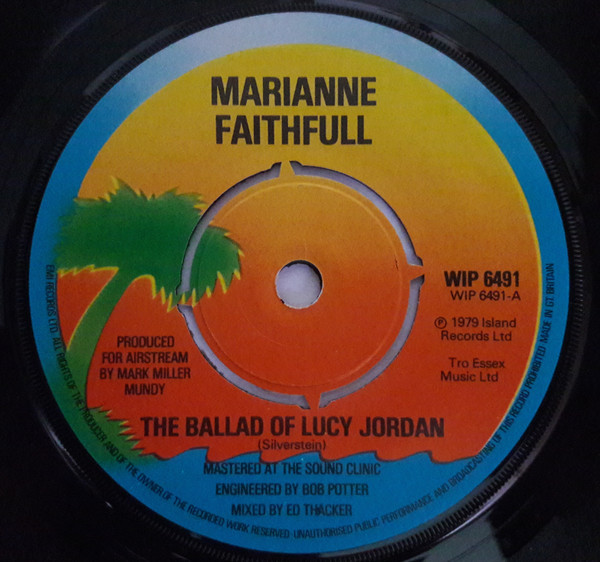 MARIANNE
FAITHFULL
WIP 6491
WIP 6491-A
℗ 1979 Island
Records Ltd
Tro Essex
Music Ltd
PRODUCED
FOR AIRSTREAM
BY MARK MILLER
MUNDY
THE BALLAD OF LUCY JORDAN
(Silverstein)
MASTERED AT THE SOUND CLINIC
ENGINEERED BY BOB POTTER
MIXED BY ED THACKER
EMI RECORDS LTD. ALL RIGHTS OF THE PRODUCER AND OF THE OWNER OF THE RECORDED WORK RESERVED UNAUTHORISED PUBLIC PERFORMANCE AND BROADCASTING OF THIS RECORD PROHIBITED MADE IN GT. BRITAIN